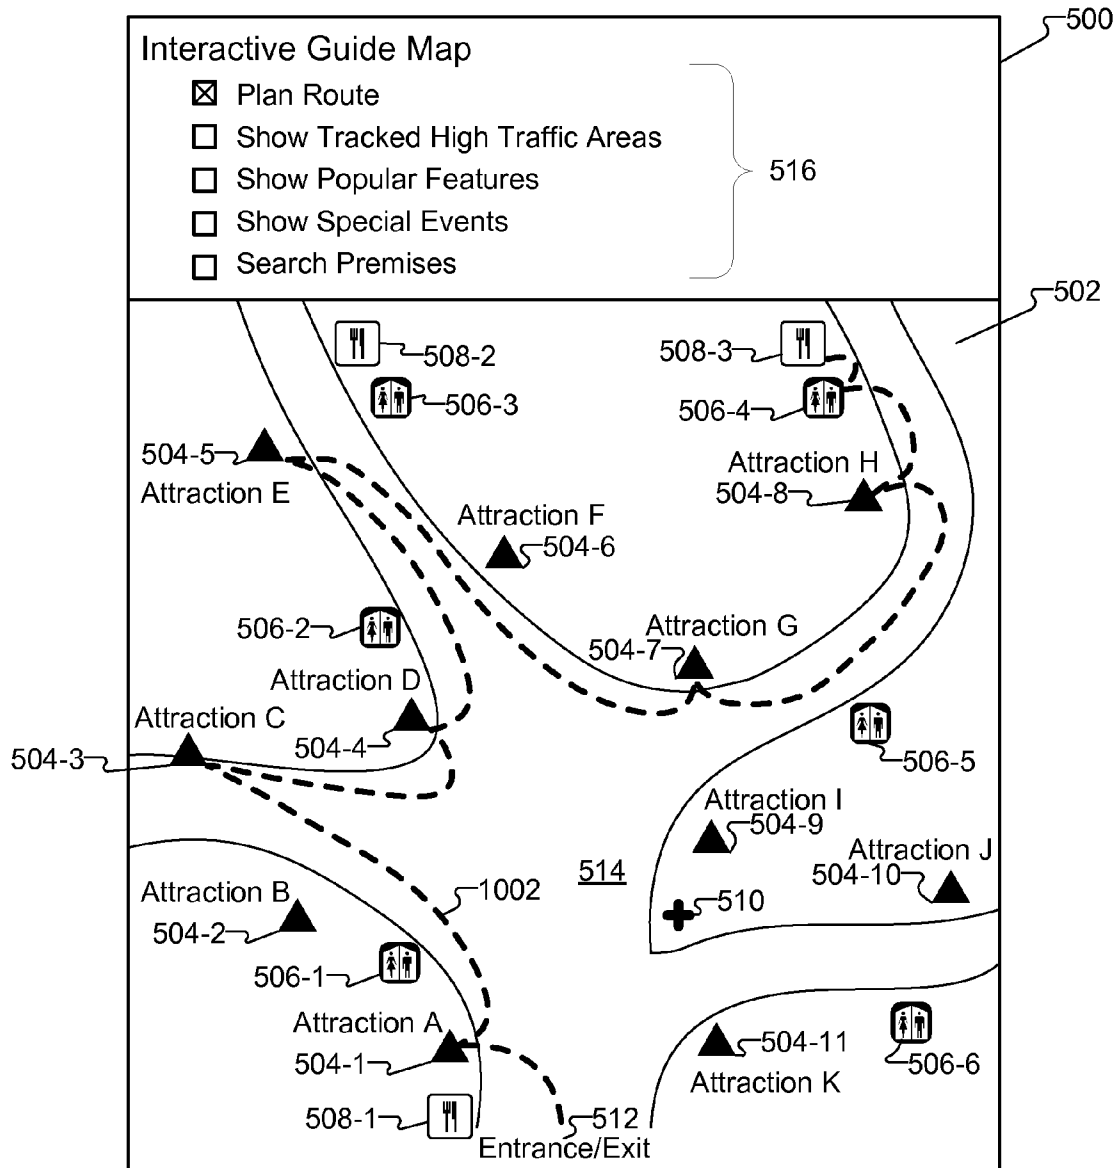 500
Interactive Guide Map
Plan Route
Show Tracked High Traffic Areas
Show Popular Features
516
Show Special Events
Search Premises
502
508-2
508-3
506-3
506-4
504-5
Attraction E
Attraction H
504-8
Attraction F
504-6
506-2
Attraction G
504-7
Attraction D
504-4
Attraction C
504-3
506-5
Attraction I
504-9
Attraction J
504-10
514
1002
510
Attraction B
504-2
506-1
Attraction A
504-1
504-11
506-6
Attraction K
508-1
512
Entrance/Exit